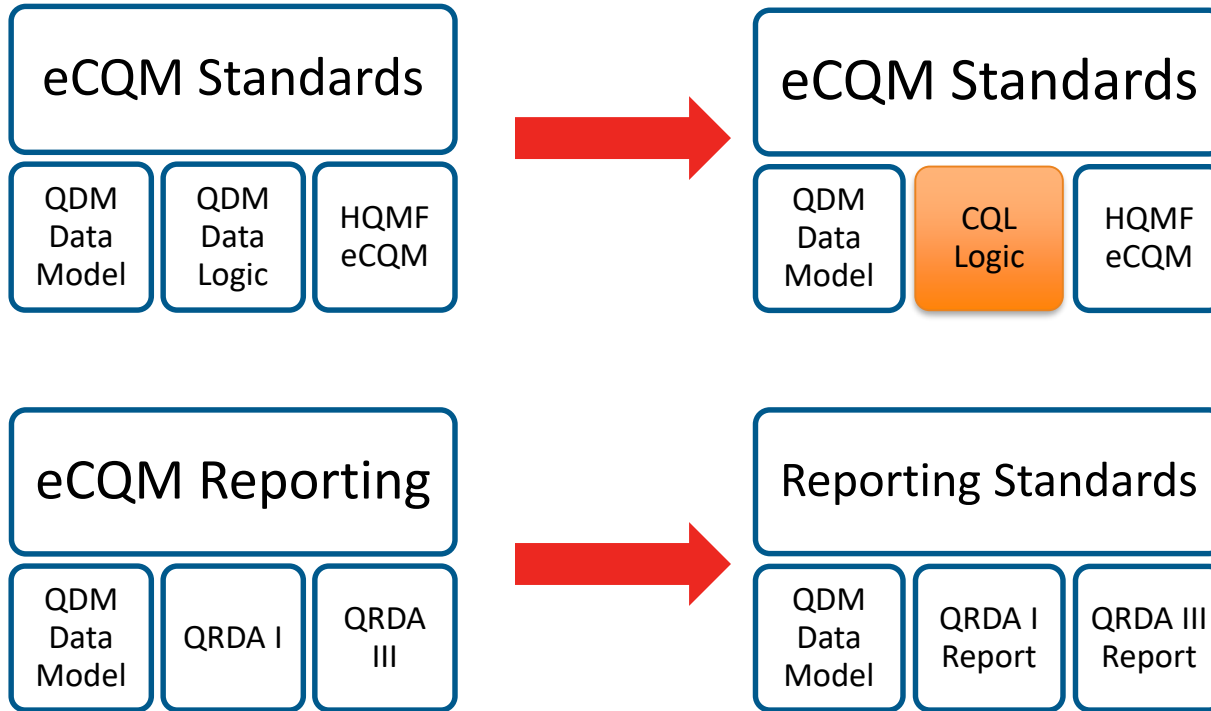 eCQM Standards
QDM
Data
Model
QDM
Data
Logic
HQMF
eCQM
eCQM Standards
QDM
Data
Model
CQL
Logic
HQMF
eCQM
eCQM Reporting
QDM
Data
Model
QRDA I
QRDA
III
Reporting Standards
QDM
Data
Model
QRDA I
Report
QRDA III
Report